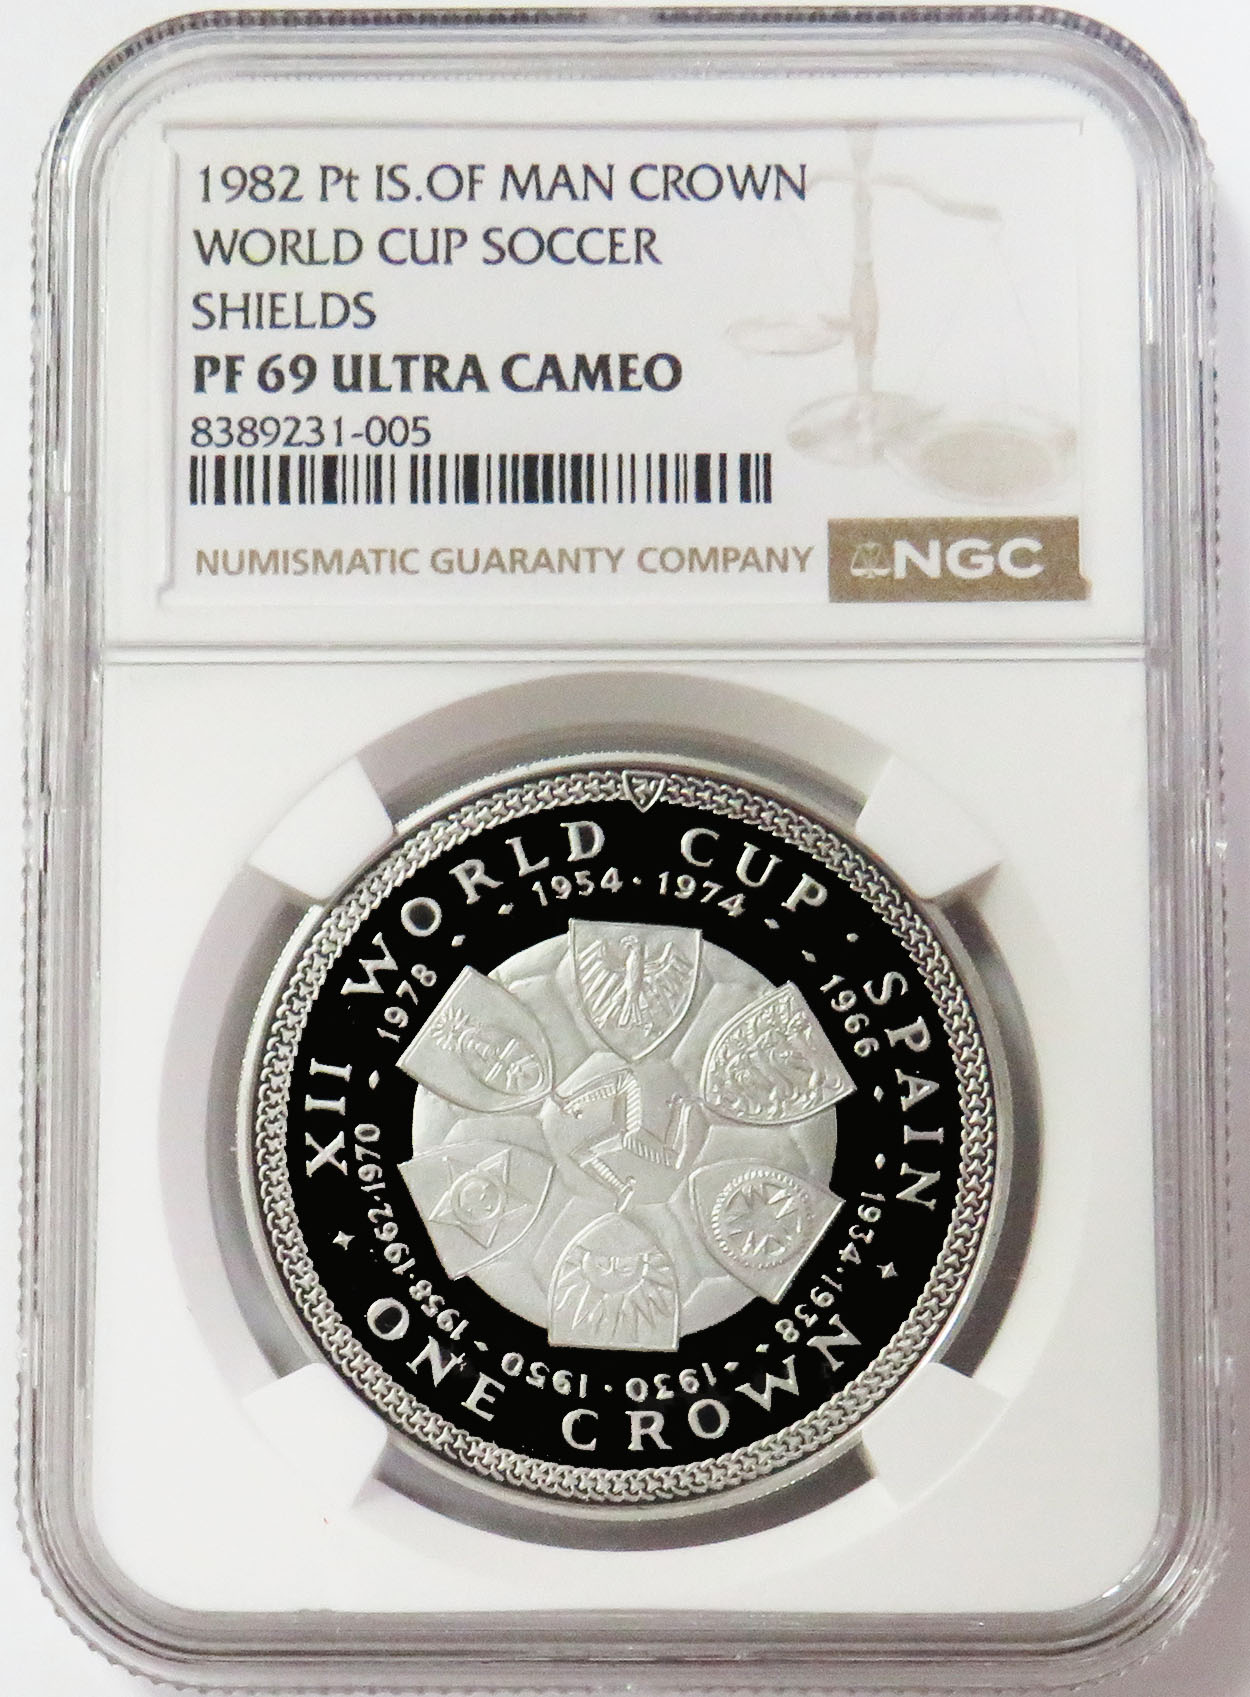 1982 Pt IS.OF MAN CROWN
WORLD CUP SOCCER
SHIELDS
PF 69 ULTRA CAMEO
8389231-005
NUMISMATIC GUARANTY COMPANY
NGC
XII WORLD CUP · SPAIN
1954 · 1974
1966
1934 · 1938
1930 · 1950
1958 · 1962 · 1970
1978
ONE CROWN